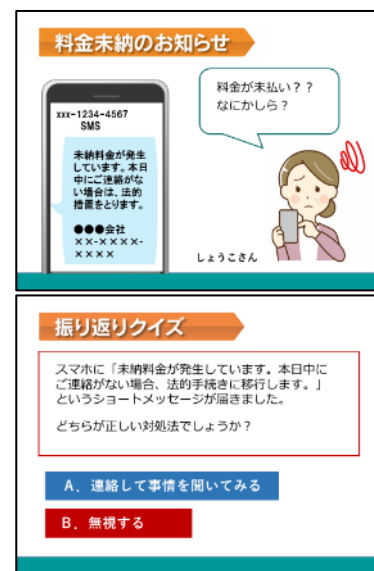 料金未納のお知らせ
xxx-1234-4567
SMS
未納料金が発生
しています。本日
中にご連絡がな
い場合は、法的
措置をとります。
●●●会社
××-××××-
××××
料金が未払い？？
なにかしら？
しょうこさん
振り返りクイズ
スマホに「未納料金が発生しています。本日中に
ご連絡がない場合、法的手続きに移行します。」
というショートメッセージが届きました。
どちらが正しい対処法でしょうか？
A．連絡して事情を聞いてみる
B．無視する